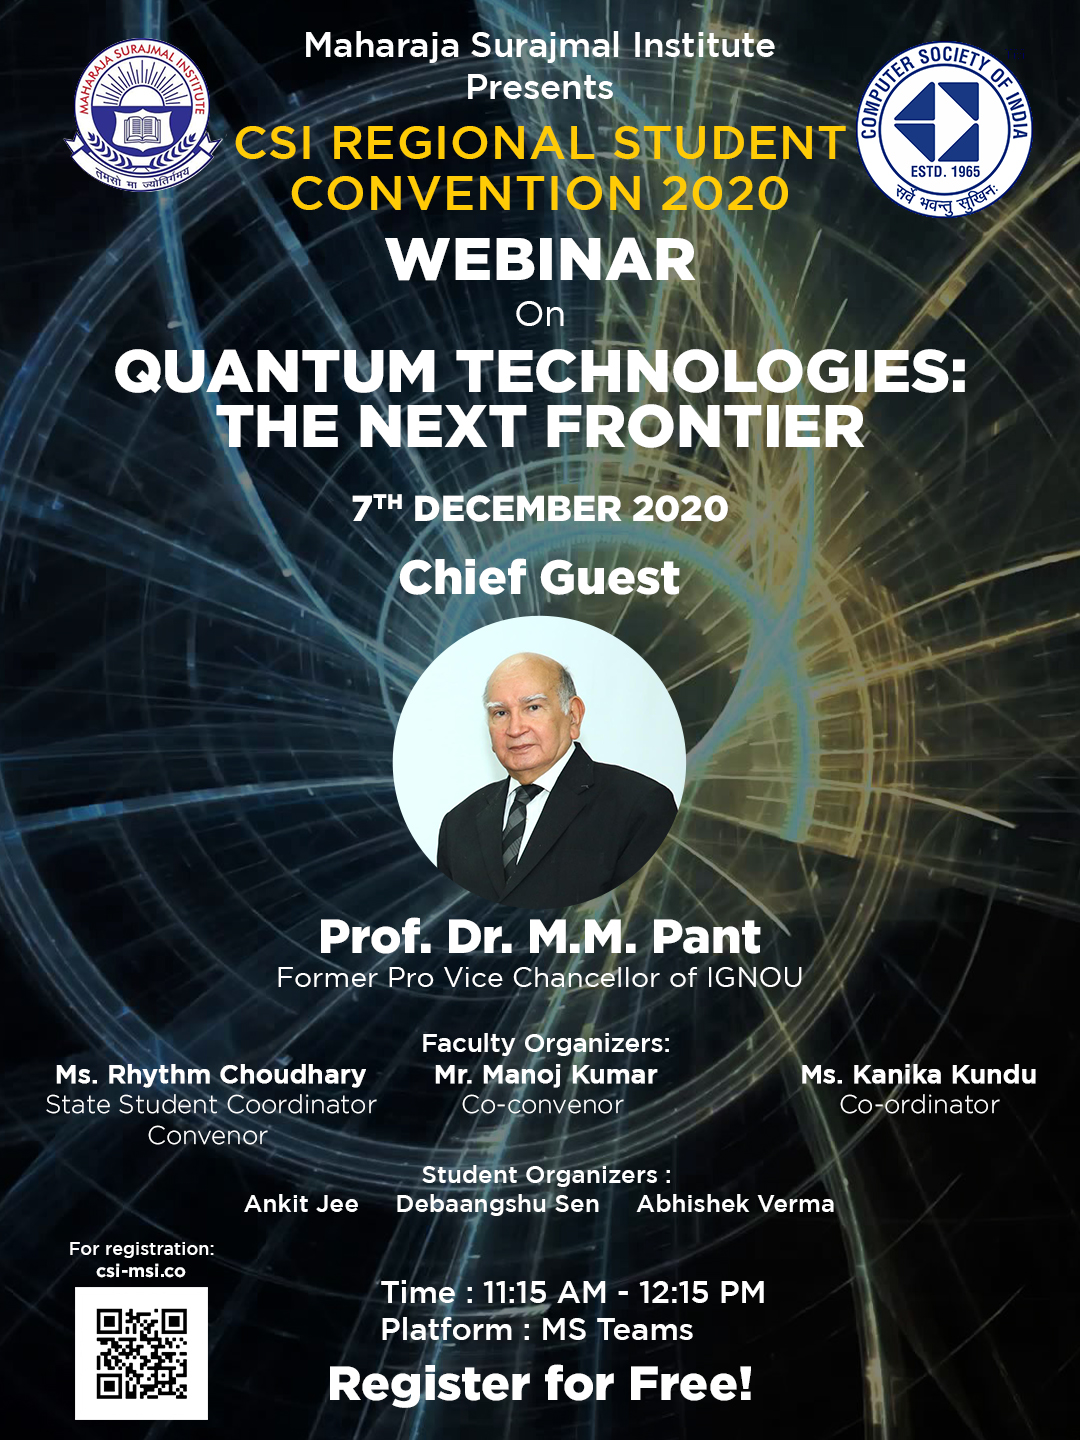 Maharaja Surajmal Institute
Presents
MAHARAJA SURAJMAL INSTITUTE
तमसो मा ज्योतिर्गमय
COMPUTER SOCIETY OF INDIA
ESTD. 1965
सर्वे भवन्तु सुखिनः
CSI REGIONAL STUDENT
CONVENTION 2020
WEBINAR
On
QUANTUM TECHNOLOGIES:
THE NEXT FRONTIER
7TH DECEMBER 2020
Chief Guest
Prof. Dr. M.M. Pant
Former Pro Vice Chancellor of IGNOU
Faculty Organizers:
Ms. Rhythm Choudhary
State Student Coordinator
Convenor
Mr. Manoj Kumar
Co-convenor
Ms. Kanika Kundu
Co-ordinator
Student Organizers :
Ankit Jee Debaangshu Sen Abhishek Verma
For registration:
csi-msi.co
Time : 11:15 AM - 12:15 PM
Platform : MS Teams
Register for Free!